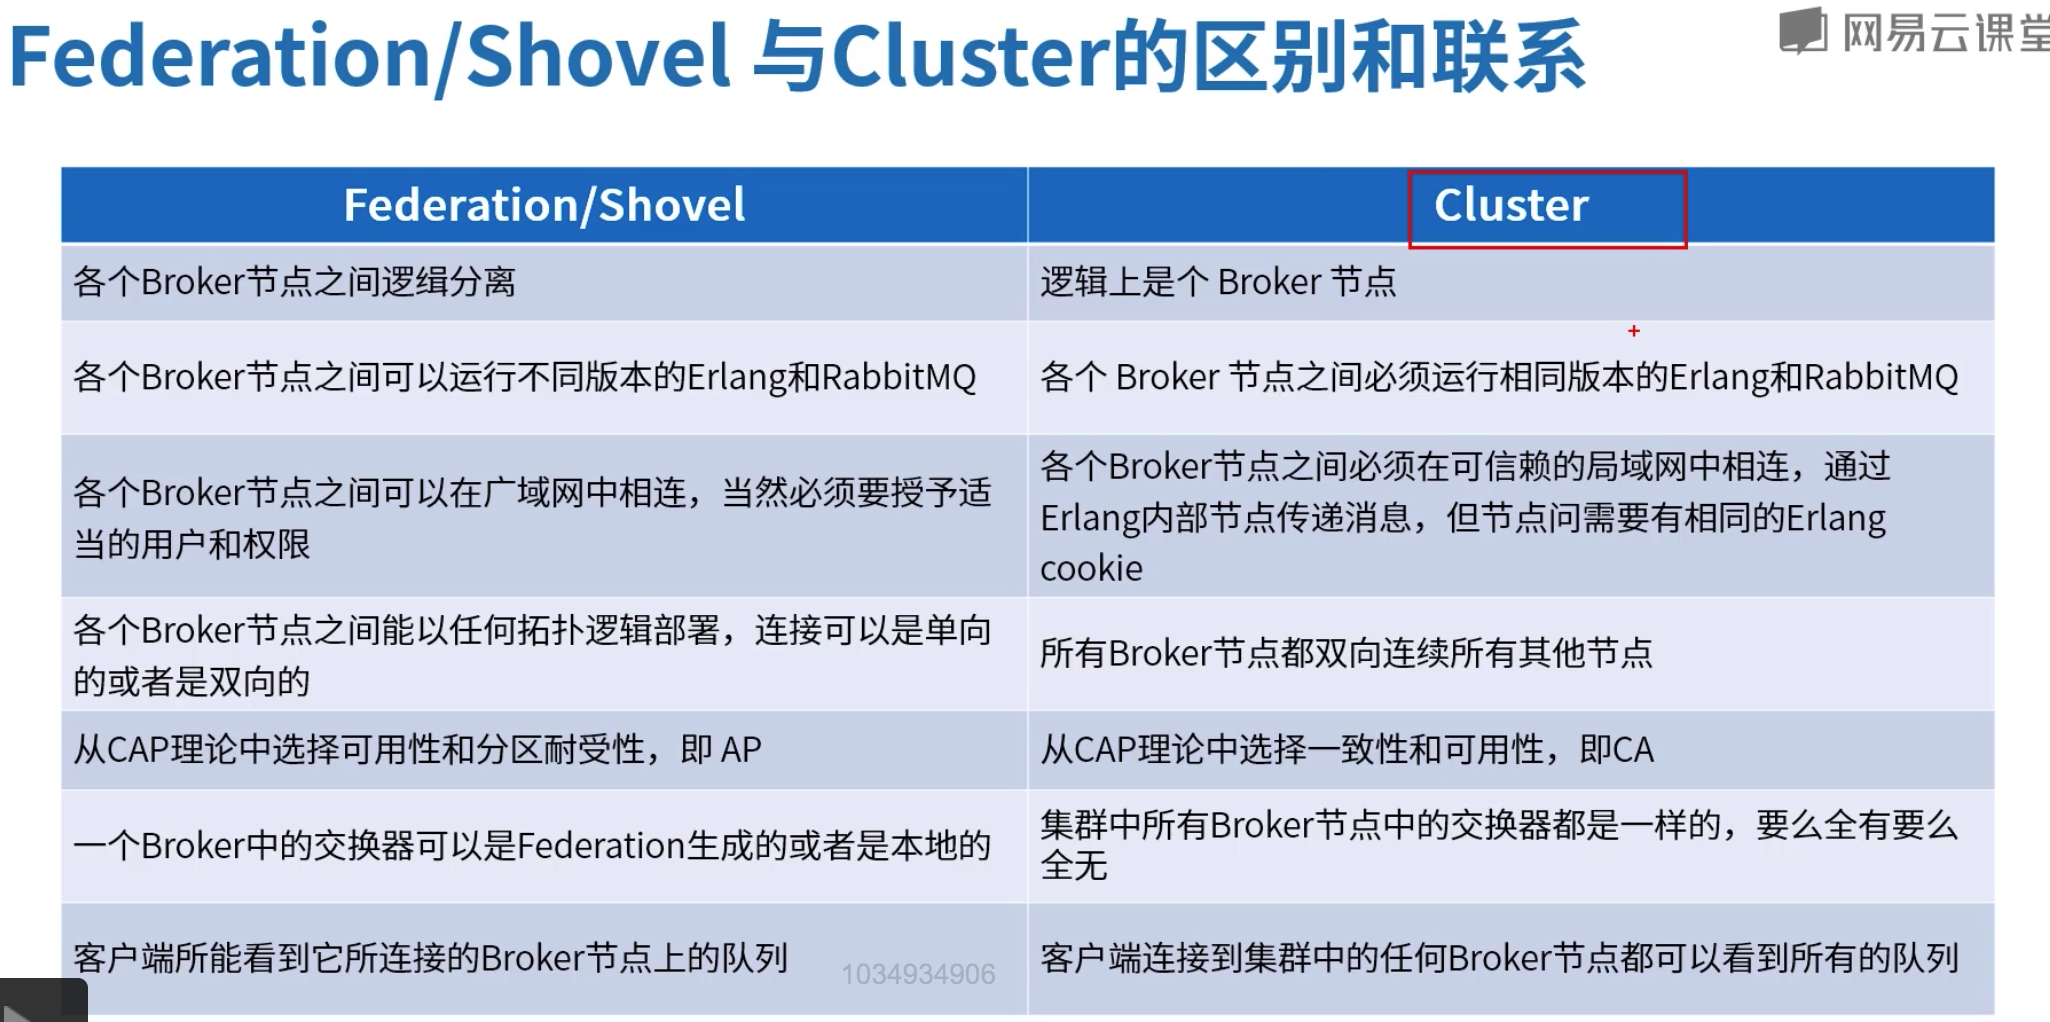 Federation/Shovel 与Cluster的区别和联系
网易云课堂
Federation/Shovel
Cluster
各个Broker节点之间逻缉分离
逻辑上是个 Broker 节点
各个Broker节点之间可以运行不同版本的Erlang和RabbitMQ
各个 Broker 节点之间必须运行相同版本的Erlang和RabbitMQ
各个Broker节点之间可以在广域网中相连，当然必须要授予适
当的用户和权限
各个Broker节点之间必须在可信赖的局域网中相连，通过
Erlang内部节点传递消息，但节点问需要有相同的Erlang
cookie
各个Broker节点之间能以任何拓扑逻辑部署，连接可以是单向
的或者是双向的
所有Broker节点都双向连续所有其他节点
从CAP理论中选择可用性和分区耐受性，即 AP
从CAP理论中选择一致性和可用性，即CA
一个Broker中的交换器可以是Federation生成的或者是本地的
集群中所有Broker节点中的交换器都是一样的，要么全有要么
全无
客户端所能看到它所连接的Broker节点上的队列
客户端连接到集群中的任何Broker节点都可以看到所有的队列
1034934906